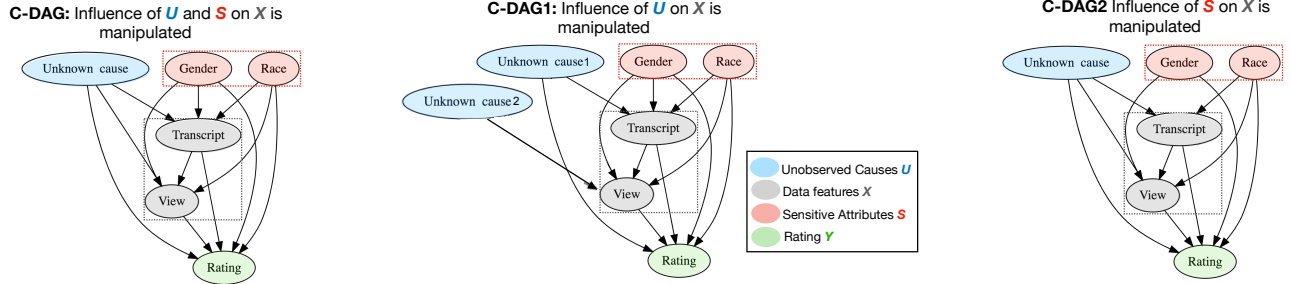 C-DAG: Influence of U and S on X is
manipulated
Unknown cause
Gender
Race
Transcript
View
Rating
C-DAG1: Influence of U on X is
manipulated
Unknown cause1
Gender
Race
Unknown cause2
Transcript
View
Rating
Unobserved Causes U
Data features X
Sensitive Attributes S
Rating Y
C-DAG2 Influence of S on X is
manipulated
Unknown cause
Gender
Race
Transcript
View
Rating